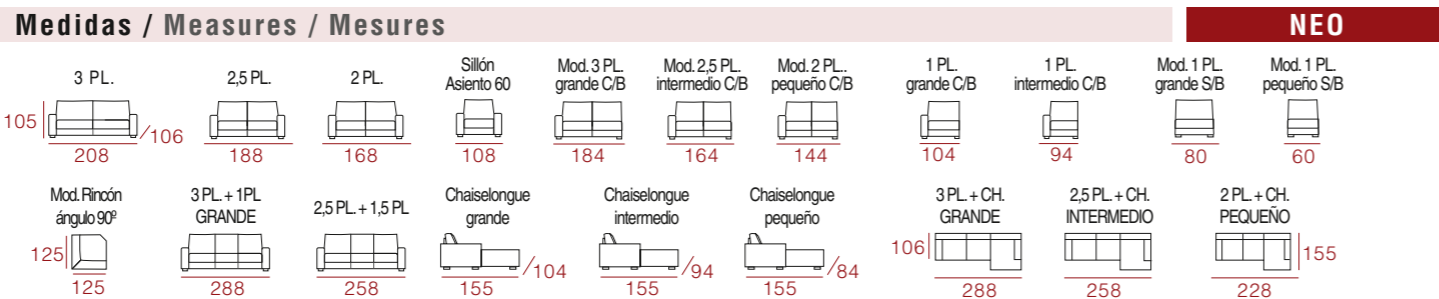 Medidas / Measures / Mesures
NEO
3 PL.
2,5 PL.
2 PL.
Sillón
Asiento 60
Mod. 3 PL.
grande C/B
Mod. 2,5 PL.
intermedio C/B
Mod. 2 PL.
pequeño C/B
1 PL.
grande C/B
1 PL.
intermedio C/B
Mod. 1 PL.
grande S/B
Mod. 1 PL.
pequeño S/B
105
106
208
188
168
108
184
164
144
104
94
80
60
Mod. Rincón
ángulo 90º
3 PL. + 1PL
GRANDE
2,5 PL. + 1,5 PL
Chaiselongue
grande
Chaiselongue
intermedio
Chaiselongue
pequeño
3 PL. + CH.
GRANDE
2,5 PL. + CH.
INTERMEDIO
2 PL. + CH.
PEQUEÑO
125
125
288
258
155
104
155
94
155
84
106
288
258
228
155